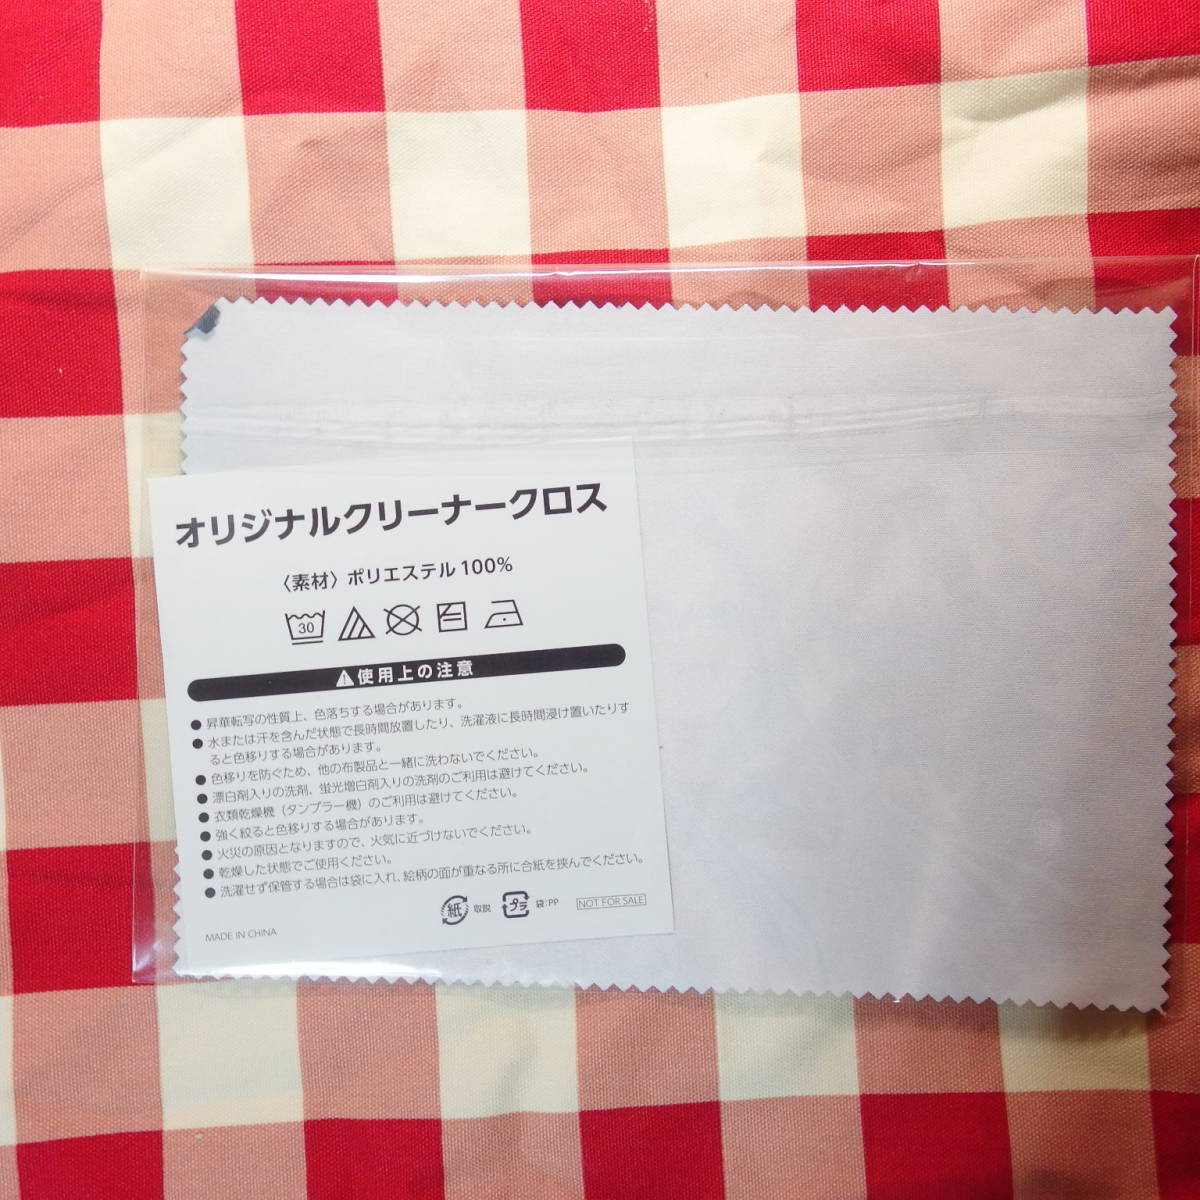 オリジナルクリーナークロス
〈素材〉ポリエステル100%
30
使用上の注意
●昇華転写の性質上、色落ちする場合があります。
●水または汗を含んだ状態で長時間放置したり、洗濯液に長時間浸け置いたりす
ると色移りする場合があります。
●色移りを防ぐため、他の布製品と一緒に洗わないでください。
●漂白剤入りの洗剤、蛍光増白剤入りの洗剤のご利用は避けてください。
●衣類乾燥機（タンブラー機）のご利用は避けてください。
●強く絞ると色移りする場合があります。
●火災の原因となりますので、火気に近づけないでください。
●乾燥した状態でご使用ください。
●洗濯せず保管する場合は袋に入れ、絵柄の面が重なる所に合紙を挟んでください。
紙 取説 プラ 袋:PP NOT FOR SALE
MADE IN CHINA